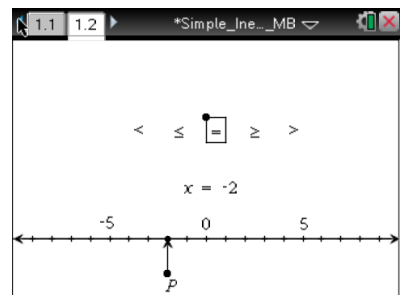 1.1 1.2 *Simple_Ine…_MB
< ≤ = ≥ >
x = -2
-5 0 5
P